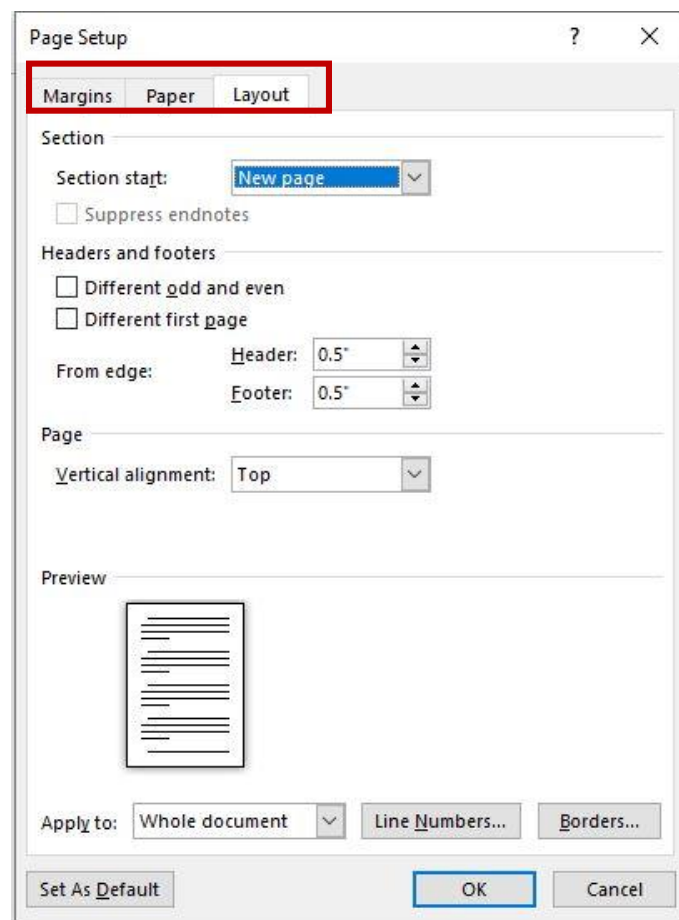 Page Setup ? ×
Margins Paper Layout
Section
Section start: New page
Suppress endnotes
Headers and footers
Different odd and even
Different first page
From edge:
Header: 0.5"
Footer: 0.5"
Page
Vertical alignment: Top
Preview
Apply to: Whole document Line Numbers... Borders...
Set As Default OK Cancel